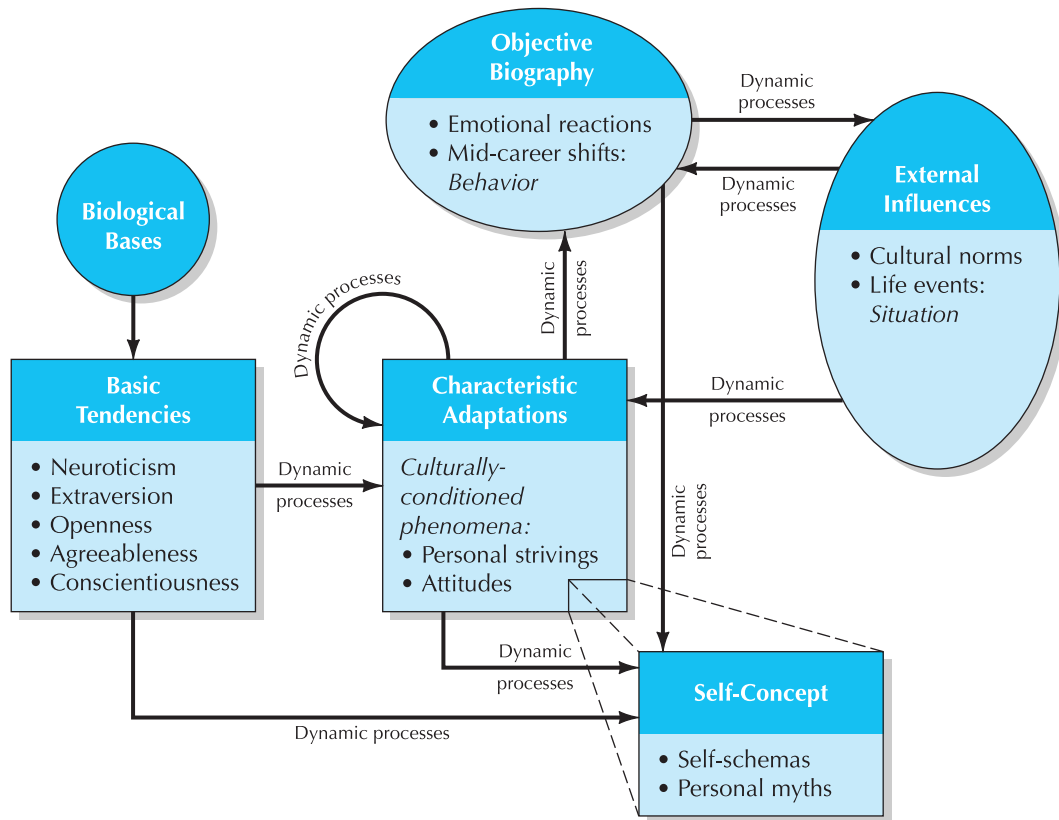 Objective
Biography
• Emotional reactions
• Mid-career shifts:
Behavior
Dynamic
processes
Dynamic
processes
External
Influences
• Cultural norms
• Life events:
Situation
Biological
Bases
Dynamic processes
Dynamic
processes
Basic
Tendencies
• Neuroticism
• Extraversion
• Openness
• Agreeableness
• Conscientiousness
Dynamic
processes
Characteristic
Adaptations
Culturally-
conditioned
phenomena:
• Personal strivings
• Attitudes
Dynamic
processes
Dynamic
processes
Dynamic
processes
Dynamic processes
Self-Concept
• Self-schemas
• Personal myths